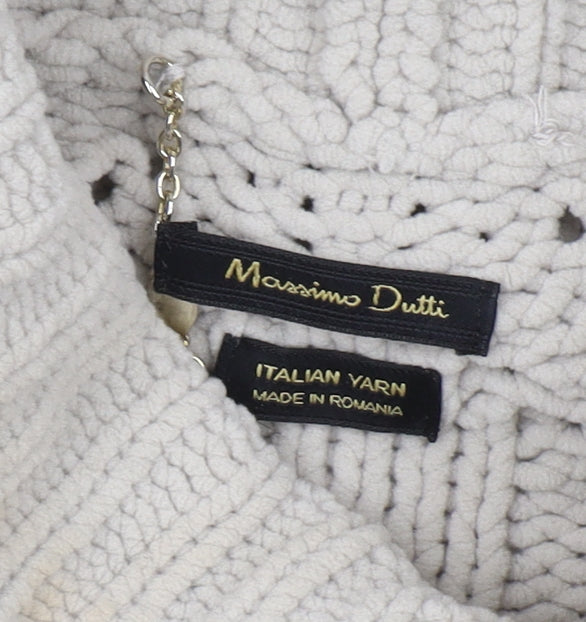 Massimo Dutti
ITALIAN YARN
MADE IN ROMANIA